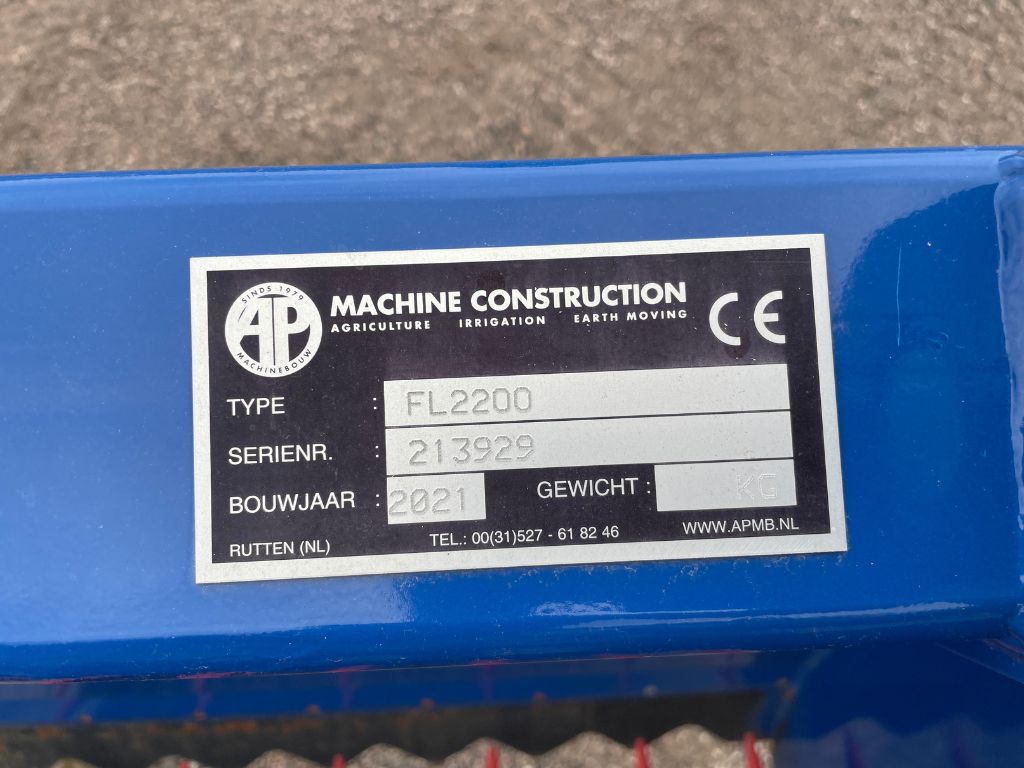 SINDS 1979
AP
MACHINEBOUW
MACHINE CONSTRUCTION
AGRICULTURE IRRIGATION EARTH MOVING
CE
TYPE : FL2200
SERIENR. : 213929
BOUWJAAR : 2021 GEWICHT : KG
RUTTEN (NL) TEL.: 00(31)527 - 61 82 46 WWW.APMB.NL